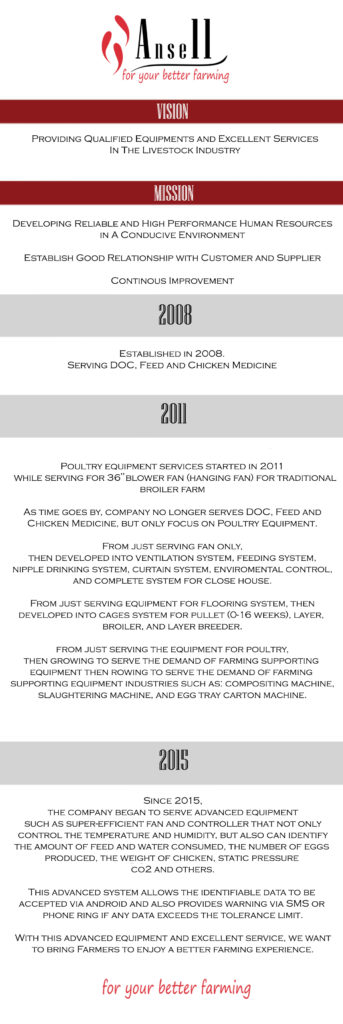 Ansell
for your better farming
VISION
Providing Qualified Equipments and Excellent Services
In The Livestock Industry
MISSION
Developing Reliable and High Performance Human Resources
in A Conducive Environment
Establish Good Relationship with Customer and Supplier
Continous Improvement
2008
Established in 2008.
Serving DOC, Feed and Chicken Medicine
2011
Poultry equipment services started in 2011
while serving for 36"blower fan (hanging fan) for traditional
broiler farm
As time goes by, company no longer serves DOC, Feed and
Chicken Medicine, but only focus on Poultry Equipment.
From just serving fan only,
then developed into ventilation system, feeding system,
nipple drinking system, curtain system, enviromental control,
and complete system for close house.
From just serving equipment for flooring system, then
developed into cages system for pullet (0-16 weeks), layer,
broiler, and layer breeder.
from just serving the equipment for poultry,
then growing to serve the demand of farming supporting
equipment then rowing to serve the demand of farming
supporting equipment industries such as: compositing machine,
slaughtering machine, and egg tray carton machine.
2015
Since 2015,
the company began to serve advanced equipment
such as super-efficient fan and controller that not only
control the temperature and humidity, but also can identify
the amount of feed and water consumed, the number of eggs
produced, the weight of chicken, static pressure
co2 and others.
This advanced system allows the identifiable data to be
accepted via android and also provides warning via SMS or
phone ring if any data exceeds the tolerance limit.
With this advanced equipment and excellent service, we want
to bring Farmers to enjoy a better farming experience.
for your better farming